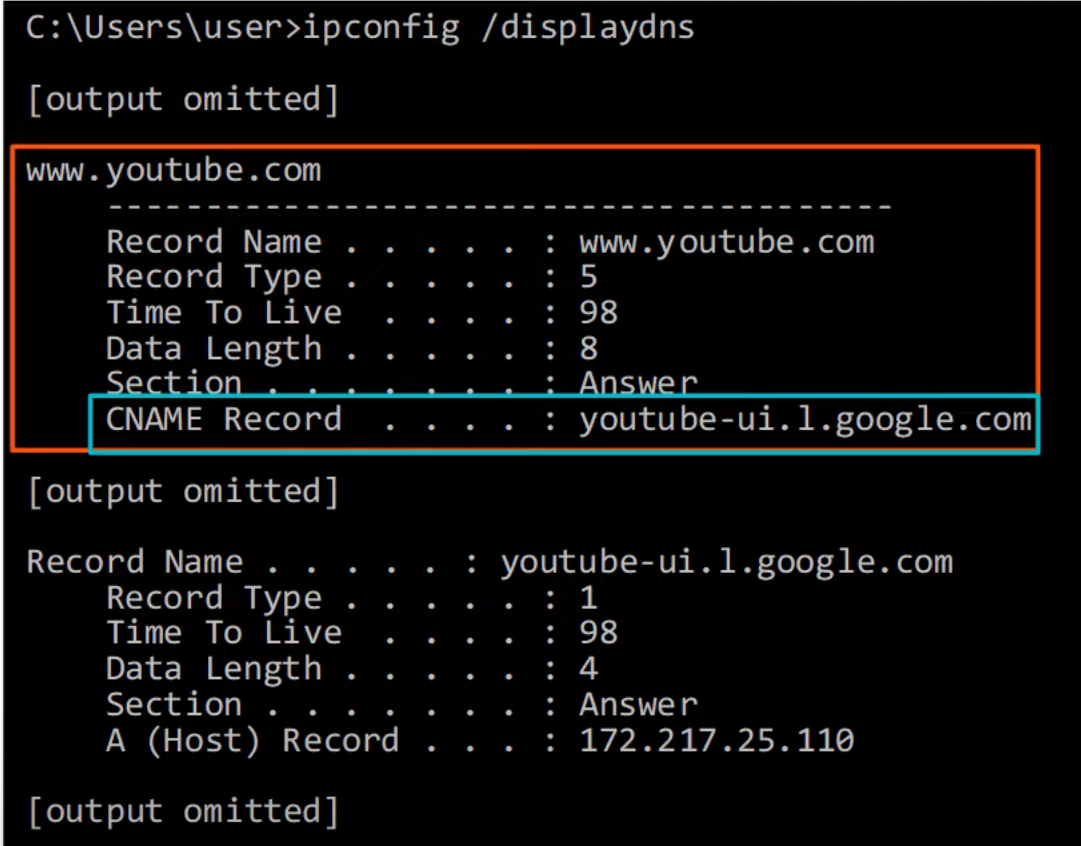 C:\Users\user>ipconfig /displaydns
[output omitted]
www.youtube.com
----------------------------------------
Record Name . . . . . : www.youtube.com
Record Type . . . . . : 5
Time To Live  . . . . : 98
Data Length . . . . . : 8
Section . . . . . . . : Answer
CNAME Record  . . . . : youtube-ui.l.google.com
[output omitted]
Record Name . . . . . : youtube-ui.l.google.com
Record Type . . . . . : 1
Time To Live  . . . . : 98
Data Length . . . . . : 4
Section . . . . . . . : Answer
A (Host) Record . . . : 172.217.25.110
[output omitted]